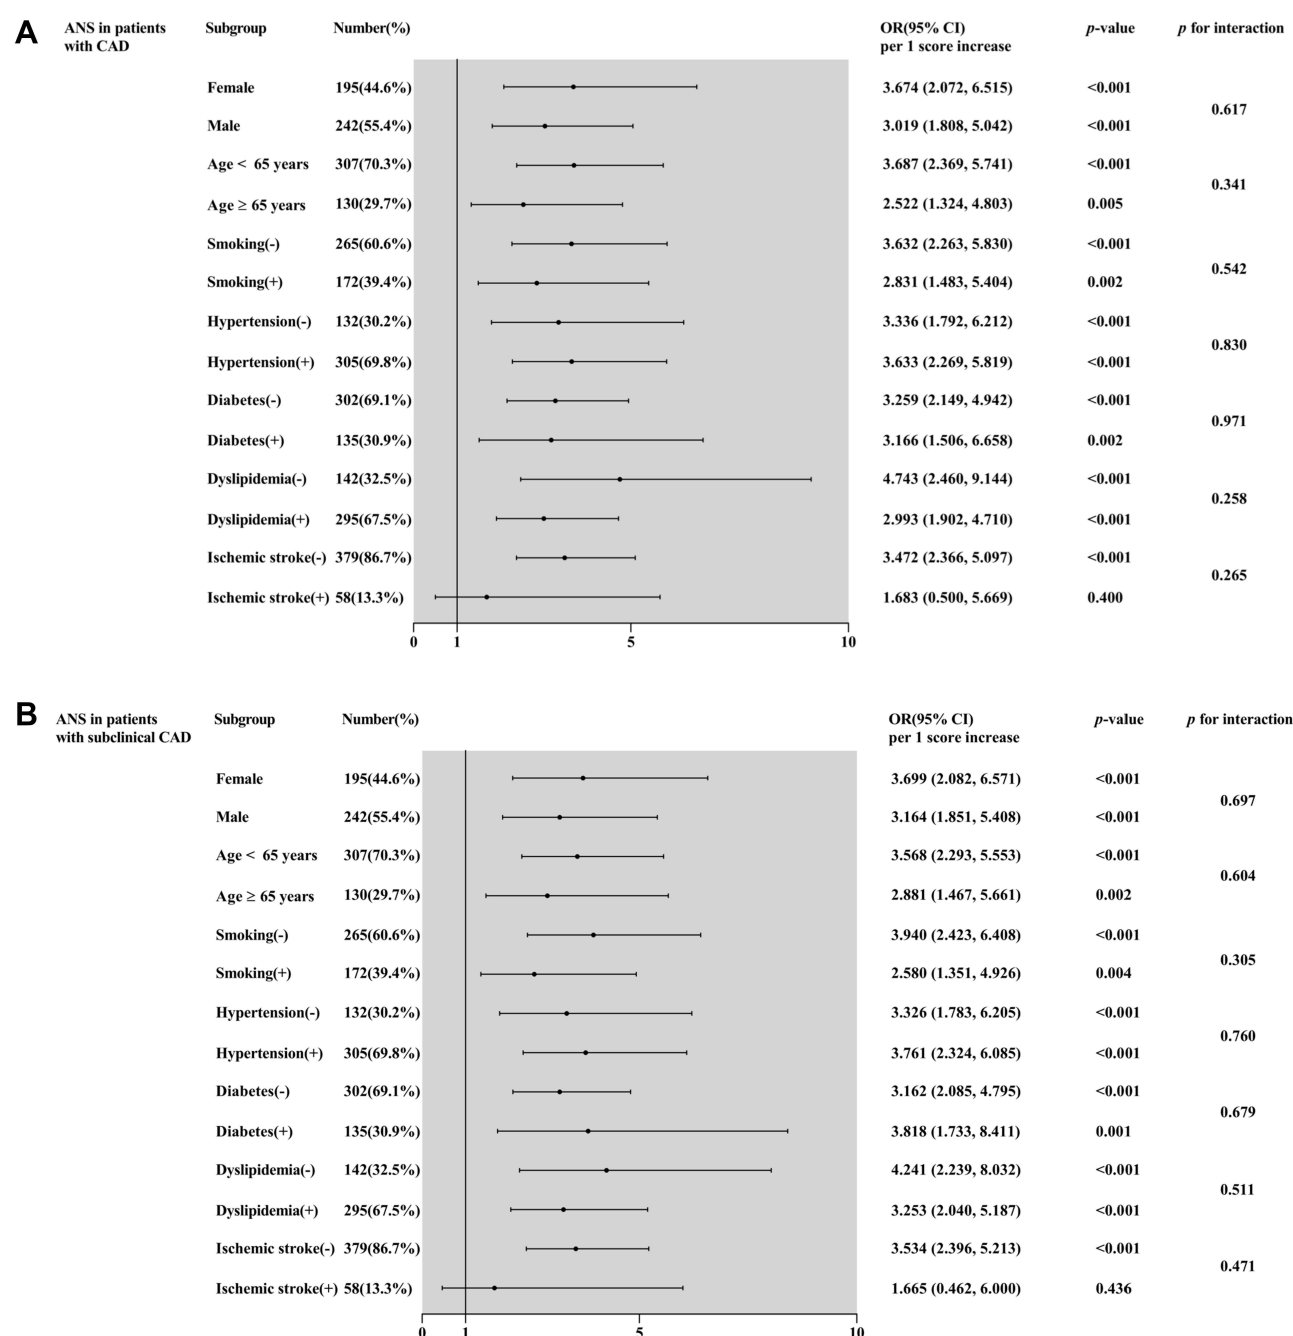 A
ANS in patients with CAD
Subgroup Number(%) OR(95% CI) per 1 score increase p-value p for interaction
Female 195(44.6%) 3.674 (2.072, 6.515) <0.001
0.617
Male 242(55.4%) 3.019 (1.808, 5.042) <0.001
Age < 65 years 307(70.3%) 3.687 (2.369, 5.741) <0.001
0.341
Age ≥ 65 years 130(29.7%) 2.522 (1.324, 4.803) 0.005
Smoking(-) 265(60.6%) 3.632 (2.263, 5.830) <0.001
0.542
Smoking(+) 172(39.4%) 2.831 (1.483, 5.404) 0.002
Hypertension(-) 132(30.2%) 3.336 (1.792, 6.212) <0.001
0.830
Hypertension(+) 305(69.8%) 3.633 (2.269, 5.819) <0.001
Diabetes(-) 302(69.1%) 3.259 (2.149, 4.942) <0.001
0.971
Diabetes(+) 135(30.9%) 3.166 (1.506, 6.658) 0.002
Dyslipidemia(-) 142(32.5%) 4.743 (2.460, 9.144) <0.001
0.258
Dyslipidemia(+) 295(67.5%) 2.993 (1.902, 4.710) <0.001
Ischemic stroke(-) 379(86.7%) 3.472 (2.366, 5.097) <0.001
0.265
Ischemic stroke(+) 58(13.3%) 1.683 (0.500, 5.669) 0.400
0 1 5 10
B
ANS in patients with subclinical CAD
Subgroup Number(%) OR(95% CI) per 1 score increase p-value p for interaction
Female 195(44.6%) 3.699 (2.082, 6.571) <0.001
0.697
Male 242(55.4%) 3.164 (1.851, 5.408) <0.001
Age < 65 years 307(70.3%) 3.568 (2.293, 5.553) <0.001
0.604
Age ≥ 65 years 130(29.7%) 2.881 (1.467, 5.661) 0.002
Smoking(-) 265(60.6%) 3.940 (2.423, 6.408) <0.001
0.305
Smoking(+) 172(39.4%) 2.580 (1.351, 4.926) 0.004
Hypertension(-) 132(30.2%) 3.326 (1.783, 6.205) <0.001
0.760
Hypertension(+) 305(69.8%) 3.761 (2.324, 6.085) <0.001
Diabetes(-) 302(69.1%) 3.162 (2.085, 4.795) <0.001
0.679
Diabetes(+) 135(30.9%) 3.818 (1.733, 8.411) 0.001
Dyslipidemia(-) 142(32.5%) 4.241 (2.239, 8.032) <0.001
0.511
Dyslipidemia(+) 295(67.5%) 3.253 (2.040, 5.187) <0.001
Ischemic stroke(-) 379(86.7%) 3.534 (2.396, 5.213) <0.001
0.471
Ischemic stroke(+) 58(13.3%) 1.665 (0.462, 6.000) 0.436
0 1 5 10